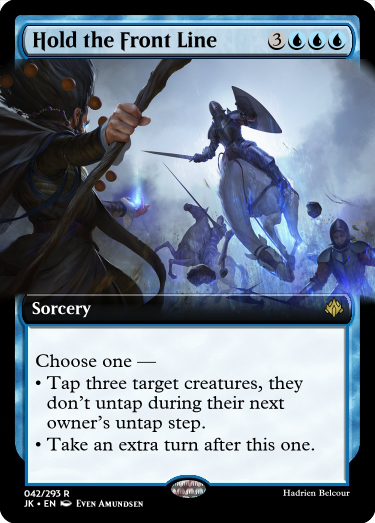 Hold the Front Line 3
Sorcery
Choose one —
• Tap three target creatures, they
don't untap during their next
owner's untap step.
• Take an extra turn after this one.
042/293 R
JK • EN Even Amundsen
Hadrien Belcour